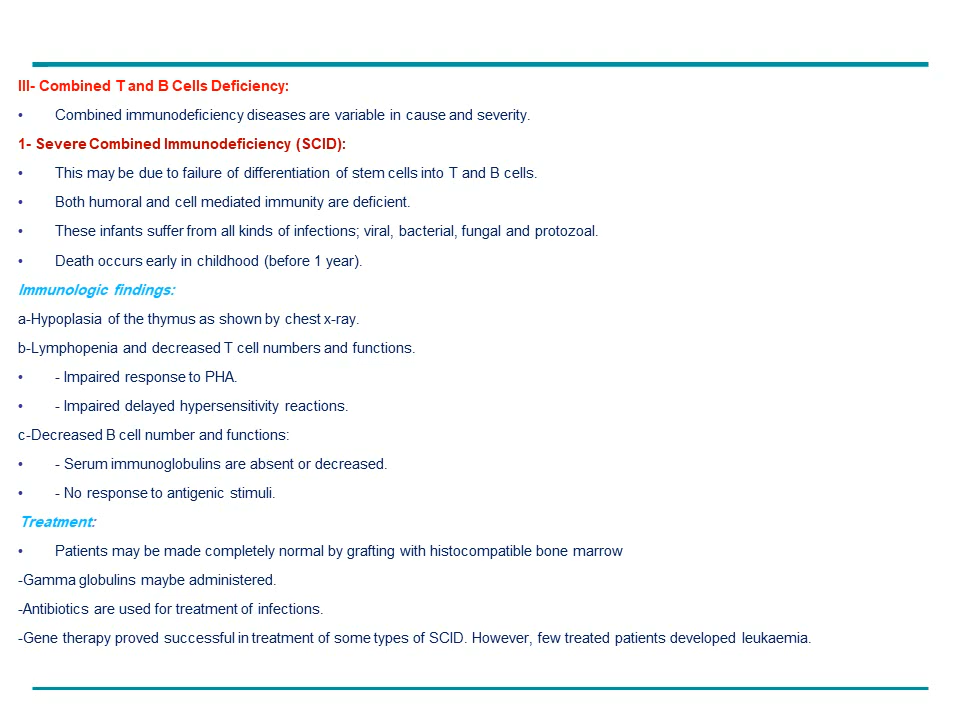 III- Combined T and B Cells Deficiency:
• Combined immunodeficiency diseases are variable in cause and severity.
1- Severe Combined Immunodeficiency (SCID):
• This may be due to failure of differentiation of stem cells into T and B cells.
• Both humoral and cell mediated immunity are deficient.
• These infants suffer from all kinds of infections; viral, bacterial, fungal and protozoal.
• Death occurs early in childhood (before 1 year).
Immunologic findings:
a-Hypoplasia of the thymus as shown by chest x-ray.
b-Lymphopenia and decreased T cell numbers and functions.
• - Impaired response to PHA.
• - Impaired delayed hypersensitivity reactions.
c-Decreased B cell number and functions:
• - Serum immunoglobulins are absent or decreased.
• - No response to antigenic stimuli.
Treatment:
• Patients may be made completely normal by grafting with histocompatible bone marrow
-Gamma globulins maybe administered.
-Antibiotics are used for treatment of infections.
-Gene therapy proved successful in treatment of some types of SCID. However, few treated patients developed leukaemia.